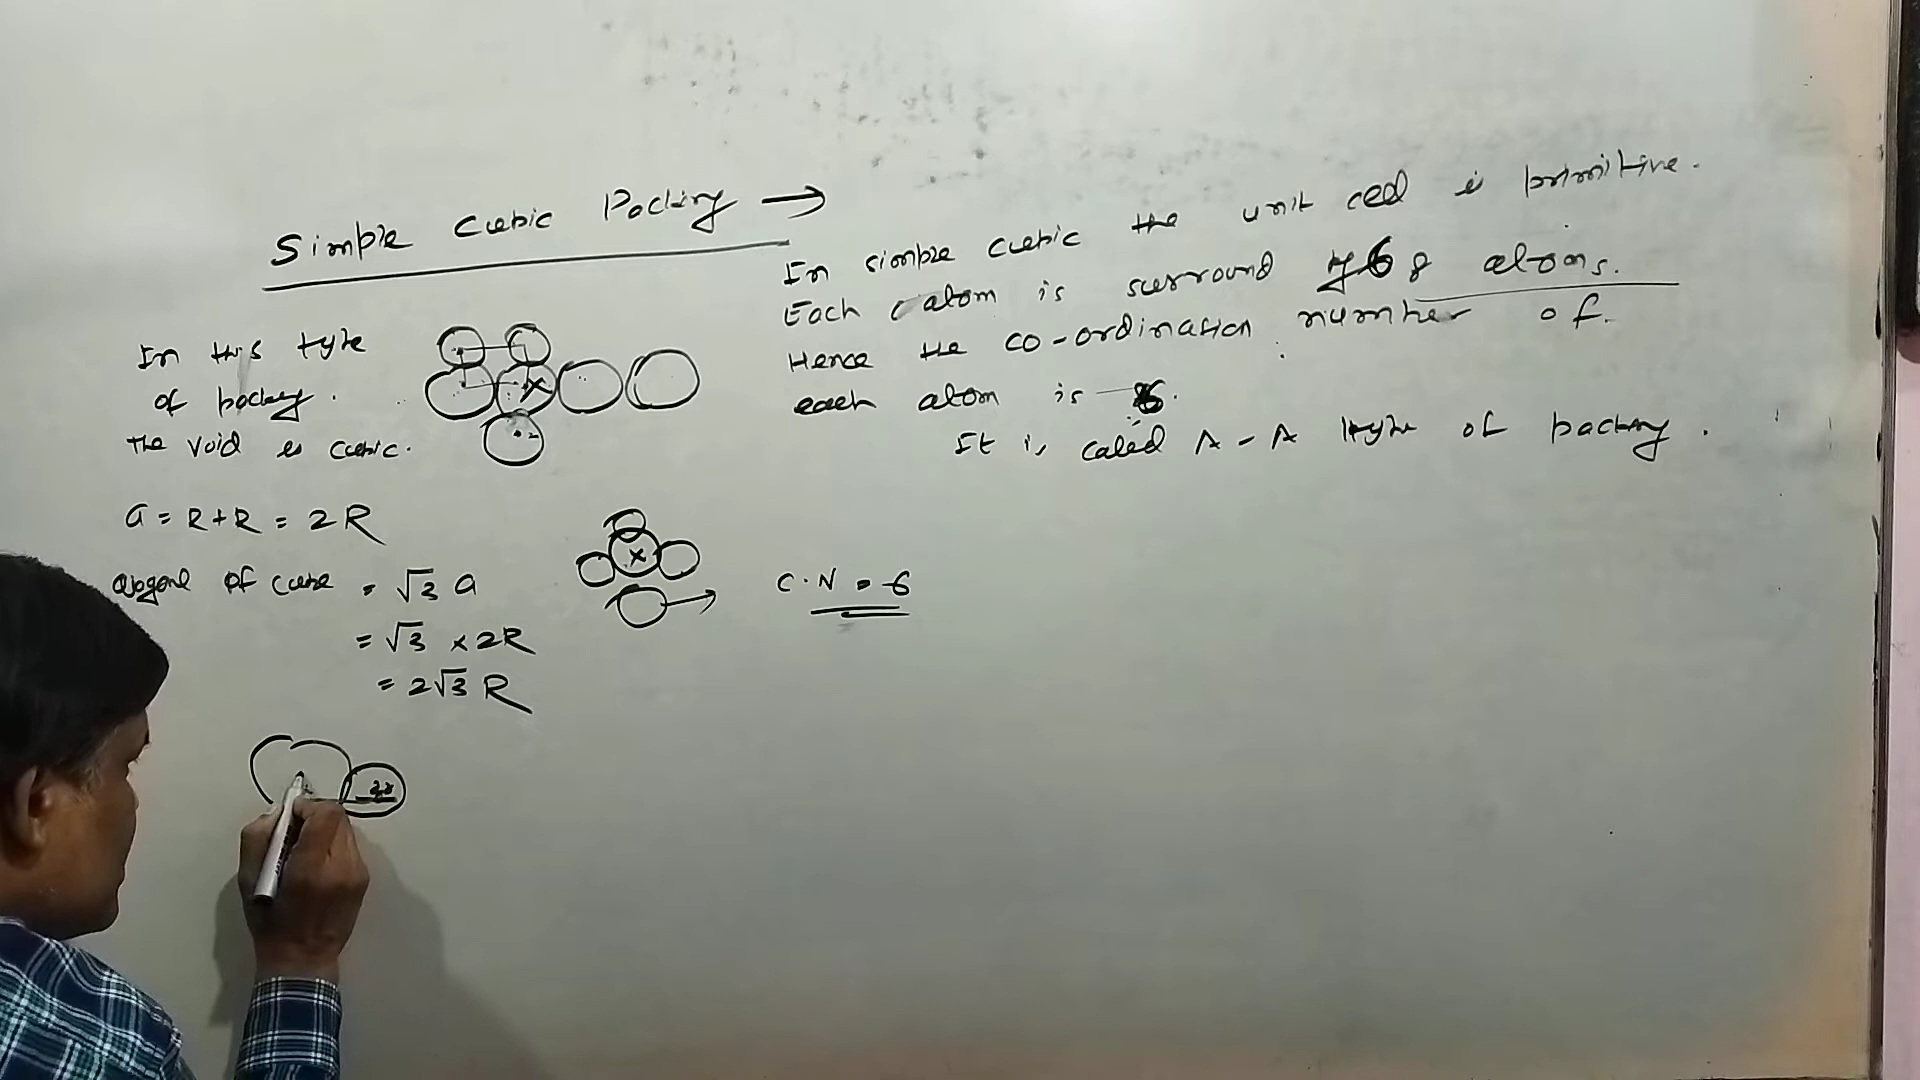 Simple Cubic Packing →
In simple cubic the unit cell is primitive.
Each atom is surround by 6 8 atoms.
Hence the co-ordination number of
each atom is 6.
It is called A-A type of packing.
In this type
of packing.
The void is cubic.
a = R+R = 2R
of cube = √3 a
= √3 × 2R
= 2√3 R
C.N = 6